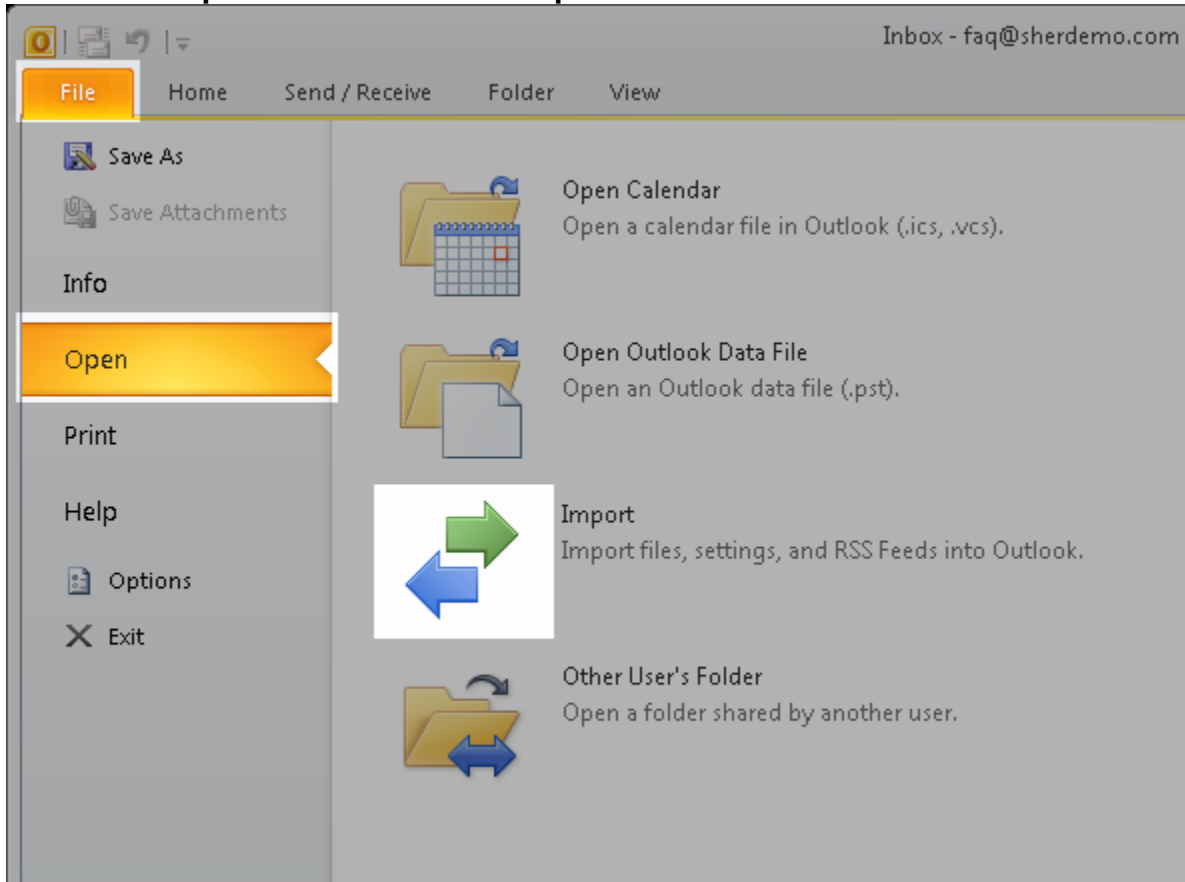 Inbox - faq@sherdemo.com
File Home Send / Receive Folder View
Save As
Save Attachments
Info
Open
Print
Help
Options
Exit
Open Calendar
Open a calendar file in Outlook (.ics, .vcs).
Open Outlook Data File
Open an Outlook data file (.pst).
Import
Import files, settings, and RSS Feeds into Outlook.
Other User's Folder
Open a folder shared by another user.